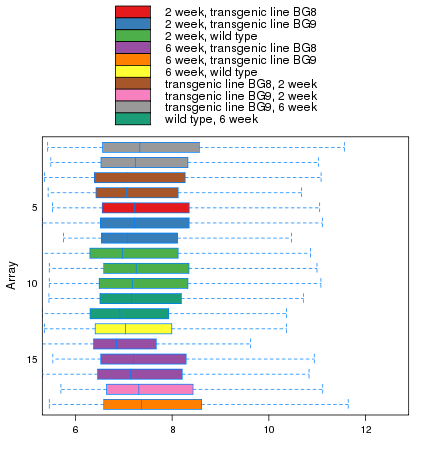 2 week, transgenic line BG8
2 week, transgenic line BG9
2 week, wild type
6 week, transgenic line BG8
6 week, transgenic line BG9
6 week, wild type
transgenic line BG8, 2 week
transgenic line BG9, 2 week
transgenic line BG9, 6 week
wild type, 6 week
Array
5
10
15
6 8 10 12